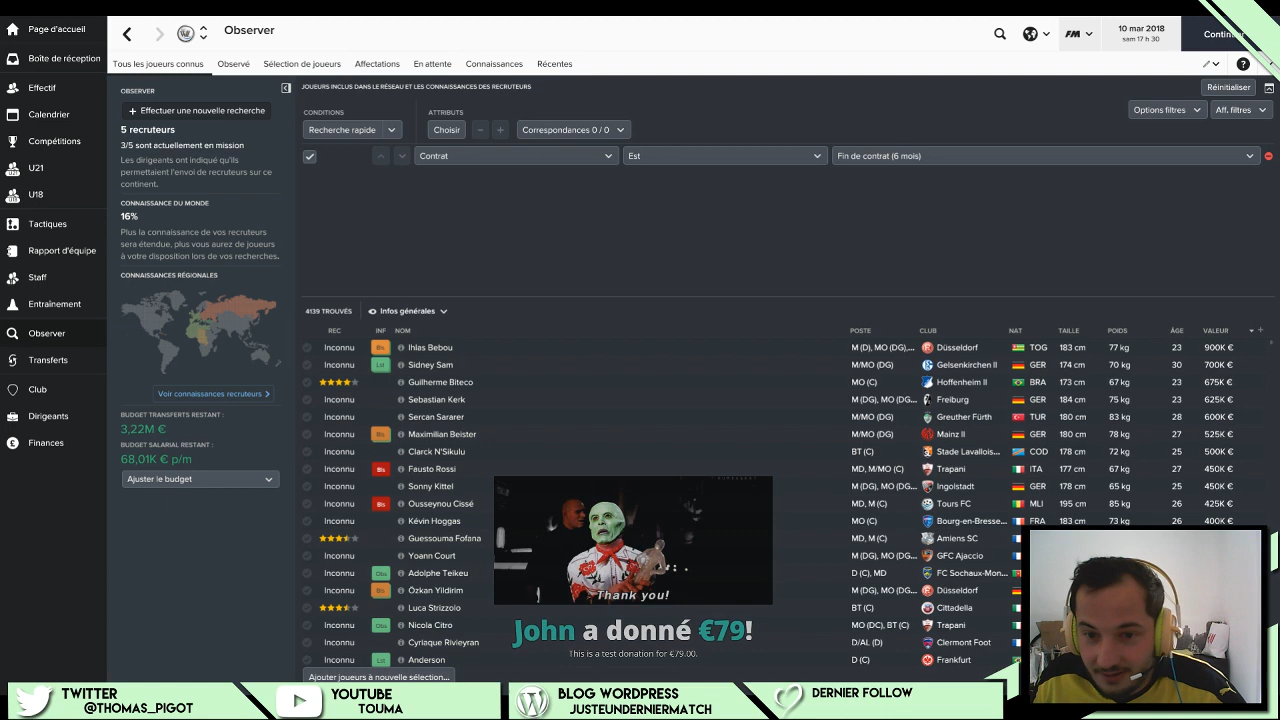 Page d'accueil
Boîte de réception
Effectif
Calendrier
Compétitions
U21
U18
Tactiques
Rapport d'équipe
Staff
Entraînement
Observer
Transferts
Club
Dirigeants
Finances
Observer
FM
10 mar 2018
sam 17 h 30
Tous les joueurs connus Observé Sélection de joueurs Affectations En attente Connaissances Récentes
OBSERVER
+ Effectuer une nouvelle recherche
5 recruteurs
3/5 sont actuellement en mission
Les dirigeants ont indiqué qu'ils
permettaient l'envoi de recruteurs sur ce
continent.
CONNAISSANCE DU MONDE
16%
Plus la connaissance de vos recruteurs
sera étendue, plus vous aurez de joueurs
à votre disposition lors de vos recherches.
CONNAISSANCES RÉGIONALES
Voir connaissances recruteurs
BUDGET TRANSFERTS RESTANT :
3,22M €
BUDGET SALARIAL RESTANT :
68,01K € p/m
Ajuster le budget
JOUEURS INCLUS DANS LE RÉSEAU ET LES CONNAISSANCES DES RECRUTEURS
Réinitialiser
Options filtres Aff. filtres
CONDITIONS ATTRIBUTS
Recherche rapide Choisir − + Correspondances 0 / 0
Contrat Est Fin de contrat (6 mois)
4139 TROUVÉS Infos générales
REC INF NOM POSTE CLUB NAT TAILLE POIDS ÂGE VALEUR
Inconnu Bls Ihlas Bebou M (D), MO (DG),... Düsseldorf TOG 183 cm 77 kg 23 900K €
Inconnu Lst Sidney Sam M/MO (DG) Gelsenkirchen II GER 174 cm 70 kg 30 700K €
Guilherme Biteco MO (C) Hoffenheim II BRA 173 cm 67 kg 23 675K €
Inconnu Sebastian Kerk M (DG), MO (DG... Freiburg GER 184 cm 75 kg 23 625K €
Inconnu Sercan Sararer M/MO (DG) Greuther Fürth TUR 180 cm 83 kg 28 600K €
Inconnu Bls Maximilian Beister M/MO (DG) Mainz II GER 180 cm 78 kg 27 525K €
Inconnu Clarck N'Sikulu BT (C) Stade Lavallois... COD 178 cm 72 kg 25 500K €
Inconnu Bls Fausto Rossi MD, M/MO (C) Trapani ITA 177 cm 67 kg 27 450K €
Inconnu Sonny Kittel M (DG), MO (DG... Ingolstadt GER 178 cm 65 kg 25 450K €
Inconnu Bls Ousseynou Cissé MD, M (C) Tours FC MLI 195 cm 85 kg 26 425K €
Inconnu Kévin Hoggas MO (C) Bourg-en-Bresse... FRA 183 cm 73 kg 26 400K €
Guessouma Fofana MD, M (C) Amiens SC
Inconnu Yoann Court M (DG), MO (DG... GFC Ajaccio
Inconnu Obs Adolphe Teikeu D (C), MD FC Sochaux-Mon...
Inconnu Bls Özkan Yildirim M (DG), MO (DG... Düsseldorf
Luca Strizzolo BT (C) Cittadella
Inconnu Obs Nicola Citro MO (DC), BT (C) Trapani
Inconnu Cyriaque Rivieyran D/AL (D) Clermont Foot
Inconnu Lst Anderson D (C) Frankfurt
Ajouter joueurs à nouvelle sélection...
Thank you!
John a donné €79!
This is a test donation for €79.00.
TWITTER
@THOMAS_PIGOT
YOUTUBE
TOUMA
BLOG WORDPRESS
JUSTEUNDERNIERMATCH
DERNIER FOLLOW